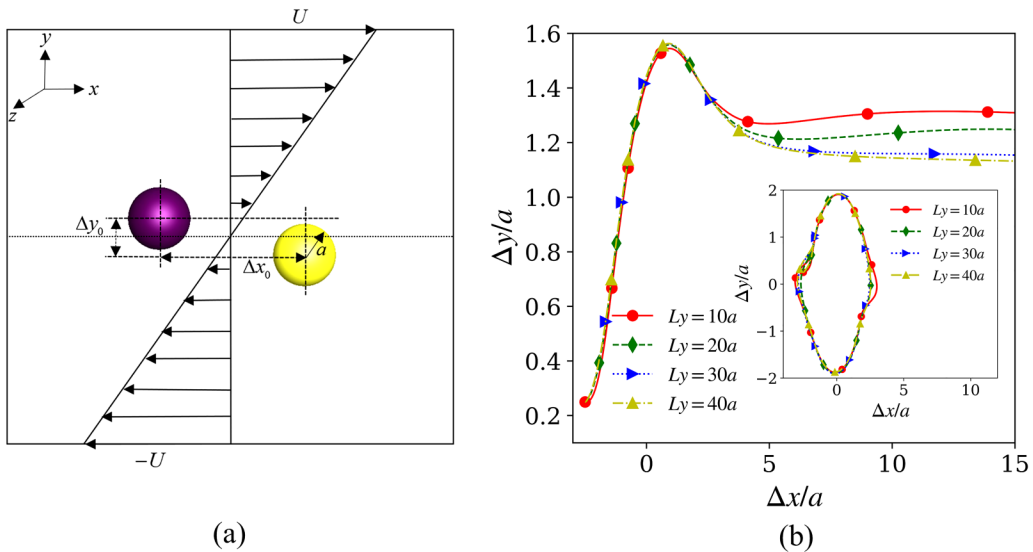 U
y
x
z
Δy₀
Δx₀
a
−U
(a)
Δy/a
1.6
1.4
1.2
1.0
0.8
0.6
0.4
0.2
0
5
10
15
Δx/a
Ly = 10a
Ly = 20a
Ly = 30a
Ly = 40a
Δy/a
2
1
0
−1
−2
0
5
10
Δx/a
Ly = 10a
Ly = 20a
Ly = 30a
Ly = 40a
(b)